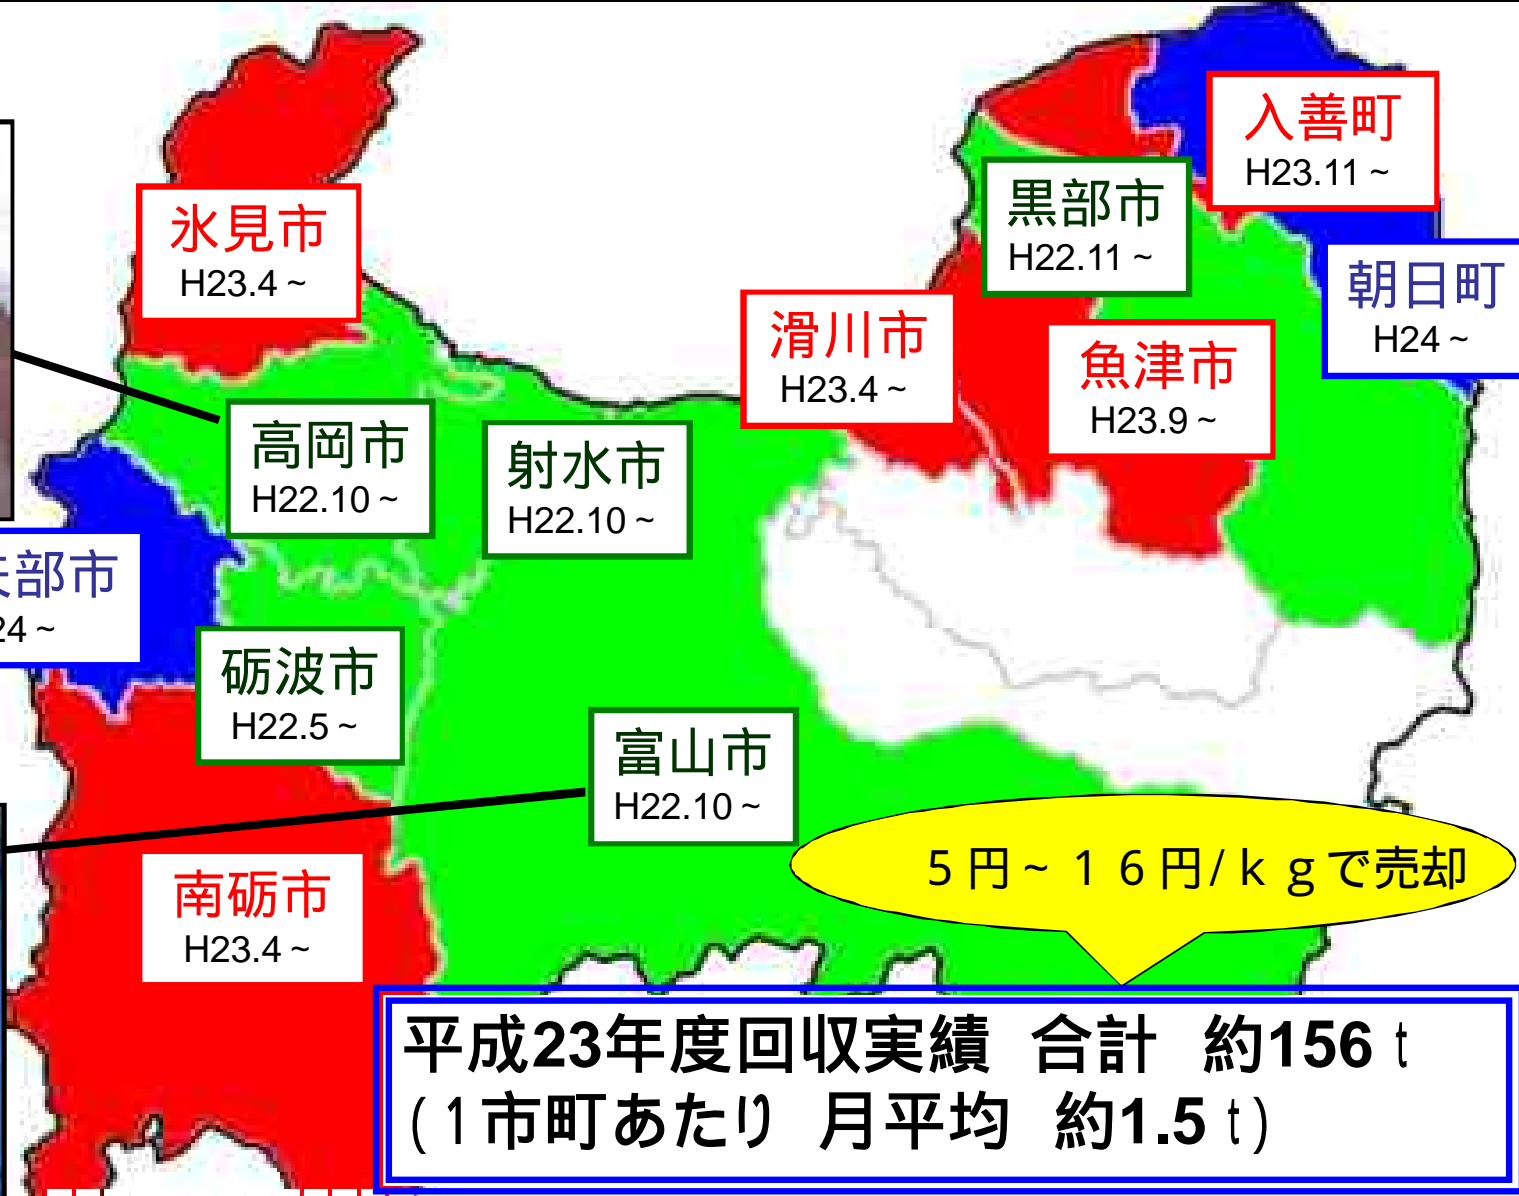 入善町
H23.11～
黒部市
H22.11～
氷見市
H23.4～
朝日町
H24～
滑川市
H23.4～
魚津市
H23.9～
高岡市
H22.10～
射水市
H22.10～
部市
24～
砺波市
H22.5～
富山市
H22.10～
5円～16円/kgで売却
南砺市
H23.4～
平成23年度回収実績 合計 約156t
(1市町あたり 月平均 約1.5t)